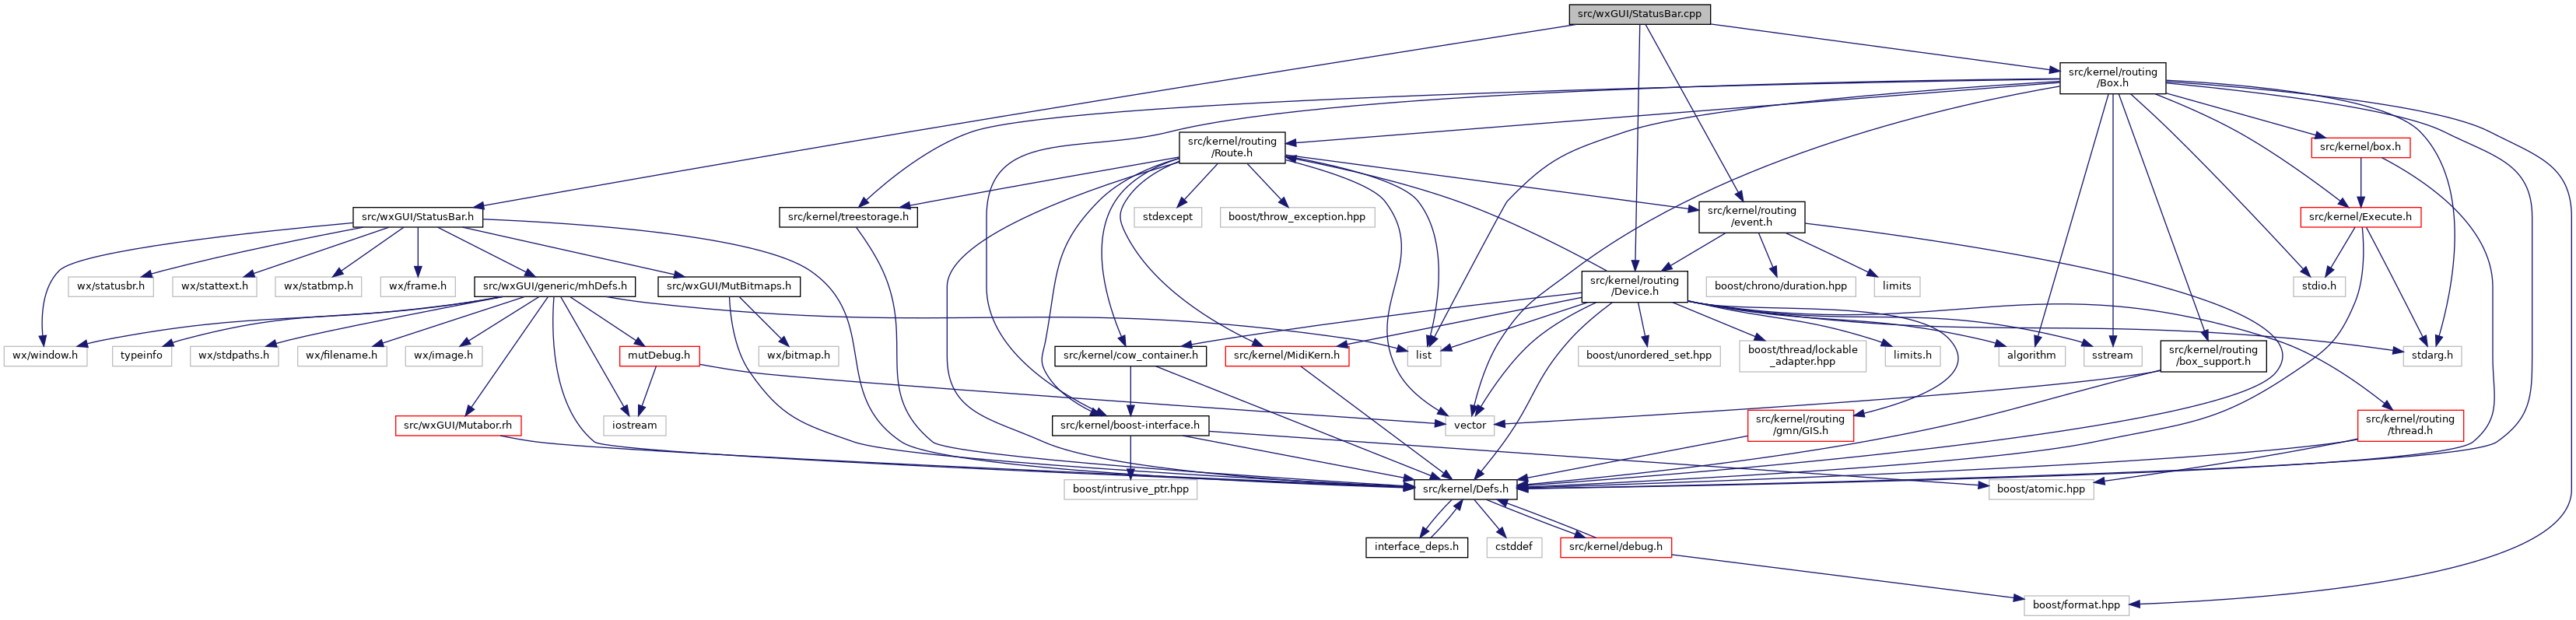 src/wxGUI/StatusBar.cpp
src/kernel/routing
/Box.h
src/kernel/routing
/Route.h
src/kernel/box.h
src/wxGUI/StatusBar.h
src/kernel/treestorage.h
stdexcept
boost/throw_exception.hpp
src/kernel/routing
/event.h
src/kernel/Execute.h
wx/statusbr.h
wx/stattext.h
wx/statbmp.h
wx/frame.h
src/wxGUI/generic/mhDefs.h
src/wxGUI/MutBitmaps.h
src/kernel/routing
/Device.h
boost/chrono/duration.hpp
limits
stdio.h
wx/window.h
typeinfo
wx/stdpaths.h
wx/filename.h
wx/image.h
mutDebug.h
wx/bitmap.h
src/kernel/cow_container.h
src/kernel/MidiKern.h
list
boost/unordered_set.hpp
boost/thread/lockable
_adapter.hpp
limits.h
algorithm
sstream
src/kernel/routing
/box_support.h
stdarg.h
src/wxGUI/Mutabor.rh
iostream
src/kernel/boost-interface.h
vector
src/kernel/routing
/gmn/GIS.h
src/kernel/routing
/thread.h
boost/intrusive_ptr.hpp
src/kernel/Defs.h
boost/atomic.hpp
interface_deps.h
cstddef
src/kernel/debug.h
boost/format.hpp